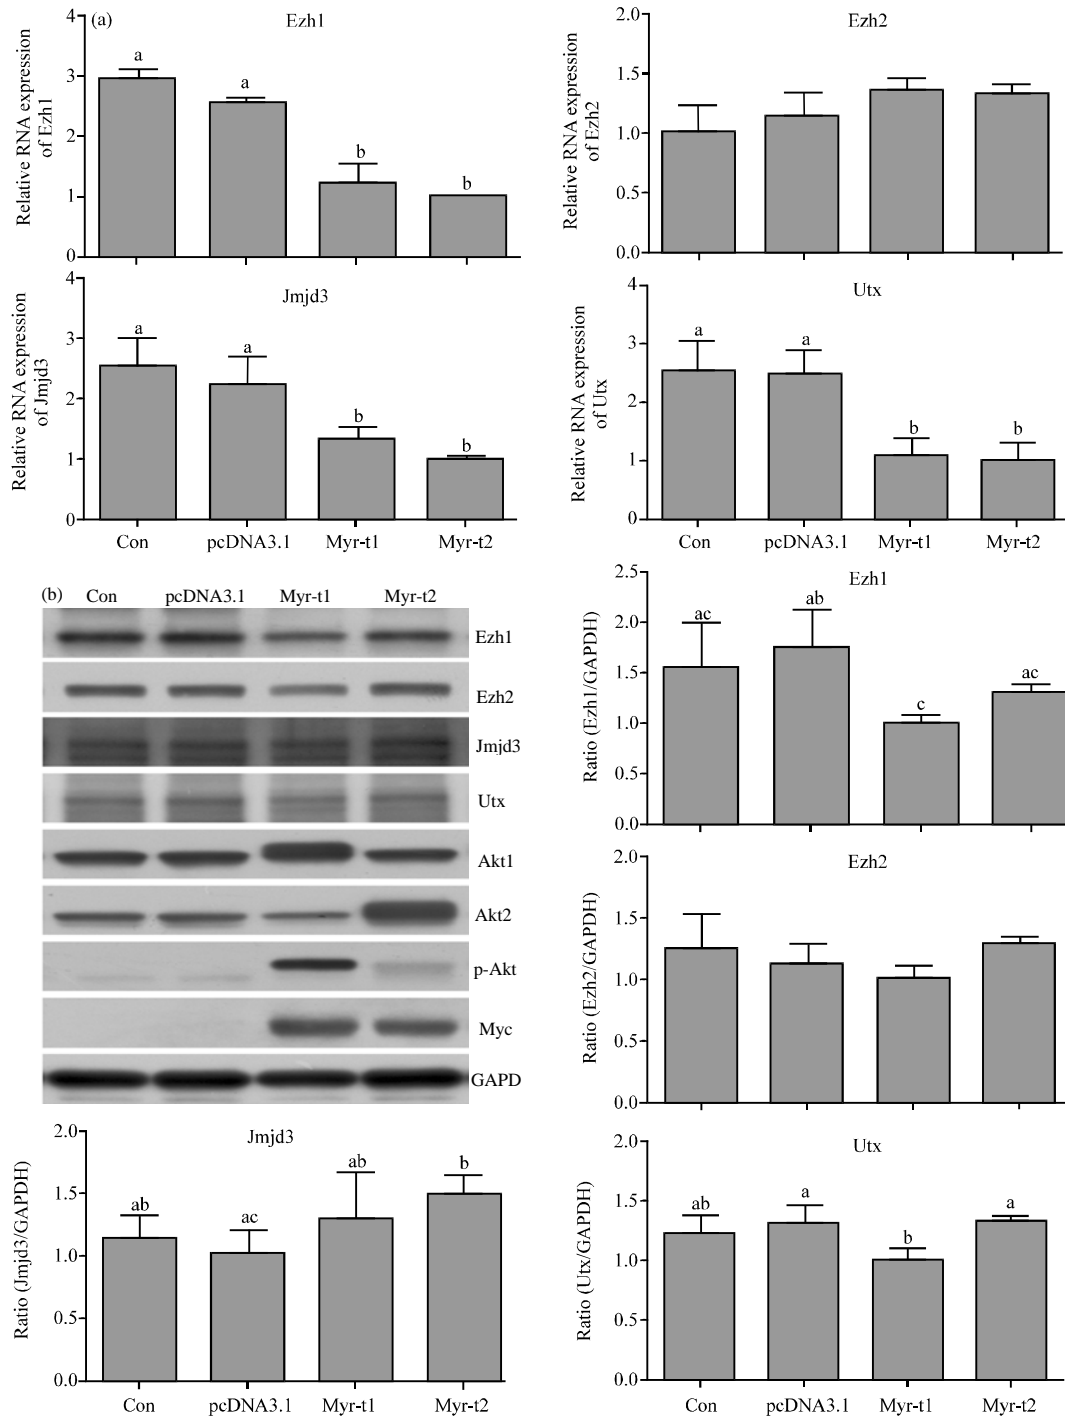 (a)
Ezh1
Relative RNA expression
of Ezh1
4
3
2
1
0
a
a
b
b
Ezh2
Relative RNA expression
of Ezh2
2.0
1.5
1.0
0.5
0.0
Jmjd3
Relative RNA expression
of Jmjd3
4
3
2
1
0
a
a
b
b
Con
pcDNA3.1
Myr-t1
Myr-t2
Utx
Relative RNA expression
of Utx
4
3
2
1
0
a
a
b
b
Con
pcDNA3.1
Myr-t1
Myr-t2
(b)
Con
pcDNA3.1
Myr-t1
Myr-t2
Ezh1
Ezh2
Jmjd3
Utx
Akt1
Akt2
p-Akt
Myc
GAPD
Ezh1
Ratio (Ezh1/GAPDH)
2.5
2.0
1.5
1.0
0.5
0.0
ac
ab
c
ac
Ezh2
Ratio (Ezh2/GAPDH)
2.0
1.5
1.0
0.5
0.0
Jmjd3
Ratio (Jmjd3/GAPDH)
2.0
1.5
1.0
0.5
0.0
ab
ac
ab
b
Con
pcDNA3.1
Myr-t1
Myr-t2
Utx
Ratio (Utx/GAPDH)
2.0
1.5
1.0
0.5
0.0
ab
a
b
a
Con
pcDNA3.1
Myr-t1
Myr-t2